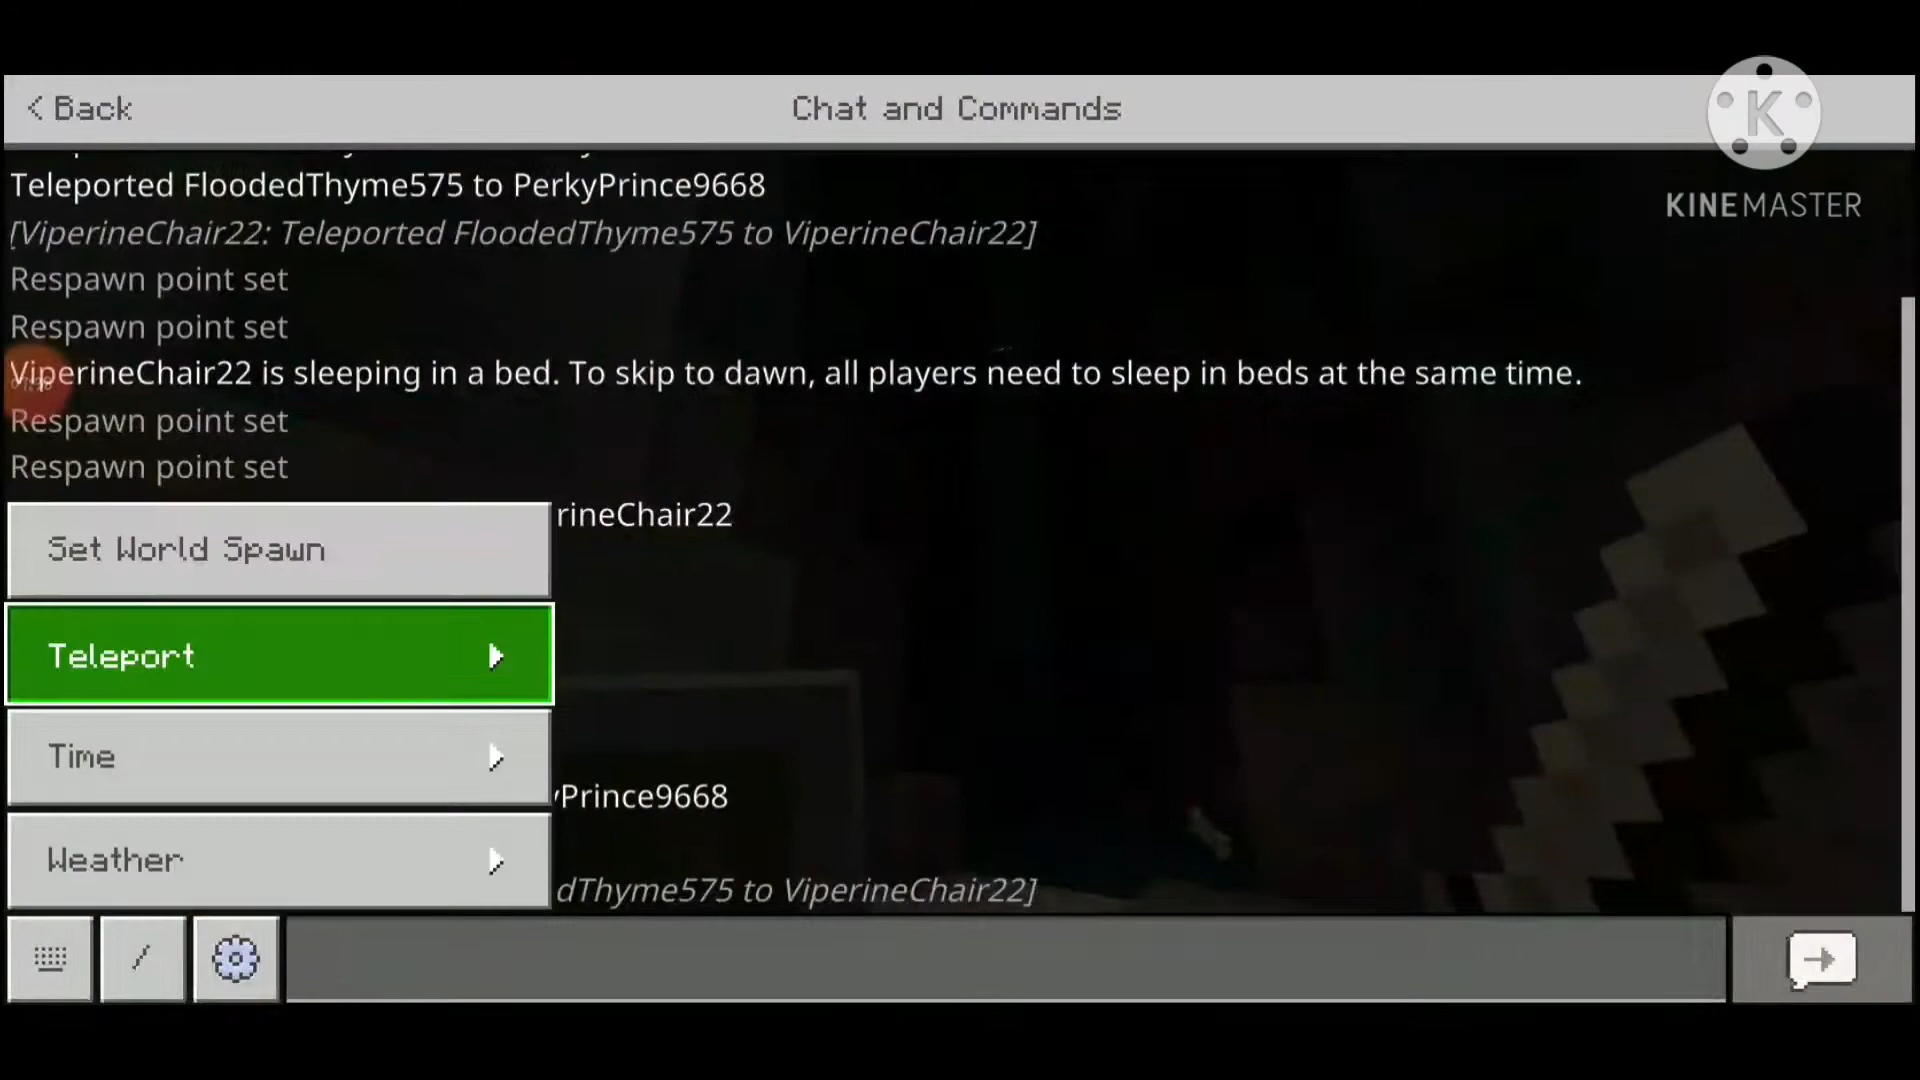 Back
Chat and Commands
K
KINEMASTER
Teleported FloodedThyme575 to PerkyPrince9668
[ViperineChair22: Teleported FloodedThyme575 to ViperineChair22]
Respawn point set
Respawn point set
ViperineChair22 is sleeping in a bed. To skip to dawn, all players need to sleep in beds at the same time.
Respawn point set
Respawn point set
rineChair22
Set World Spawn
Teleport
Time
yPrince9668
Weather
dThyme575 to ViperineChair22]
/